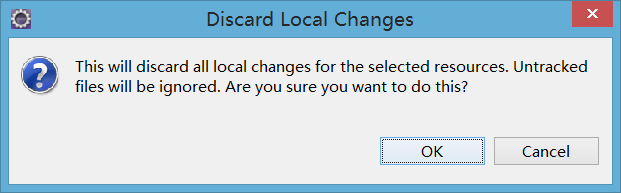 Discard Local Changes
This will discard all local changes for the selected resources. Untracked
files will be ignored. Are you sure you want to do this?
OK
Cancel